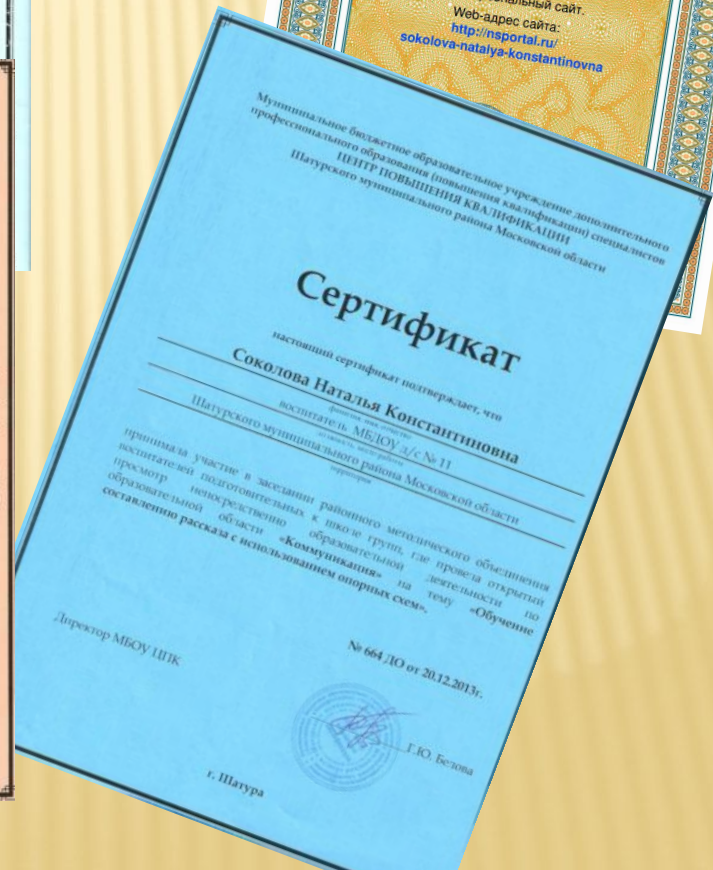 нальный сайт.
Web-адрес сайта:
http://nsportal.ru/
sokolova-natalya-konstantinovna
Муниципальное бюджетное образовательное учреждение дополнительного
профессионального образования (повышения квалификации) специалистов
ЦЕНТР ПОВЫШЕНИЯ КВАЛИФИКАЦИИ
Шатурского муниципального района Московской области
Сертификат
настоящий сертификат подтверждает, что
Соколова Наталья Константиновна
фамилия, имя, отчество
воспитатель МБДОУ д/с № 11
должность, место работы
Шатурского муниципального района Московской области
территория
принимала участие в заседании районного методического объединения
воспитателей подготовительных к школе групп, где провела открытый
просмотр непосредственно образовательной деятельности по
образовательной области «Коммуникация» на тему «Обучение
составлению рассказа с использованием опорных схем».
№ 664 ДО от 20.12.2013г.
Директор МБОУ ЦПК
Г.Ю. Белова
г. Шатура